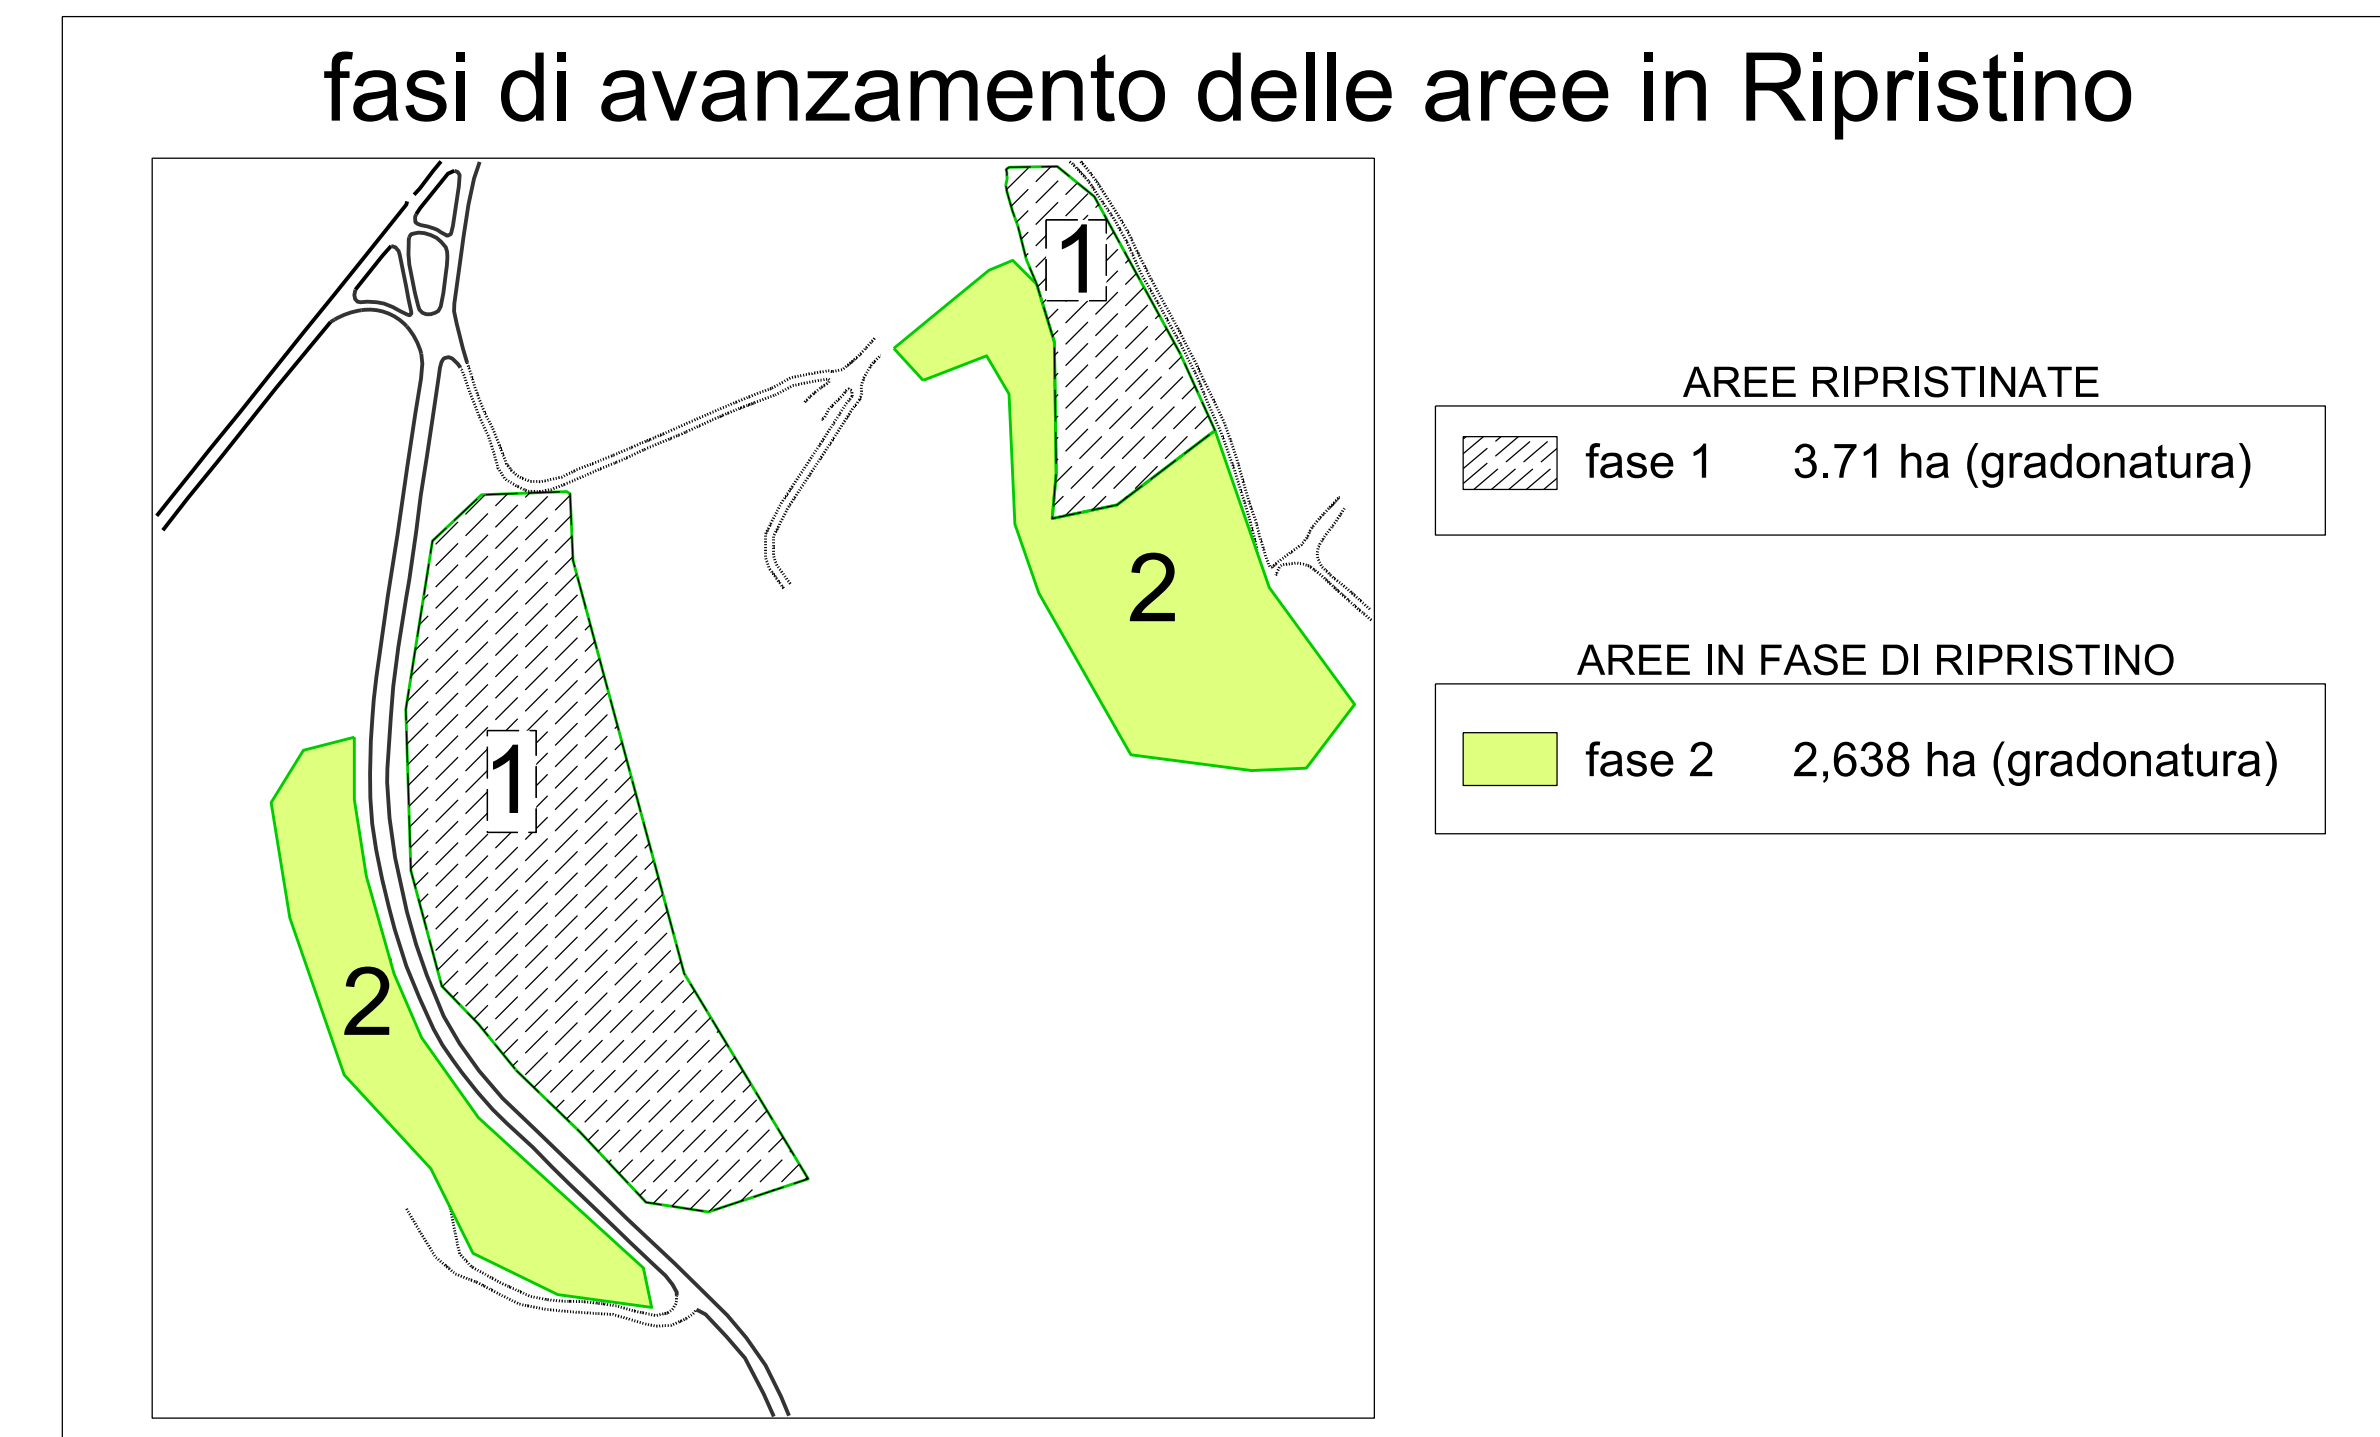 fasi di avanzamento delle aree in Ripristino
1
2
1
2
AREE RIPRISTINATE
fase 1 3.71 ha (gradonatura)
AREE IN FASE DI RIPRISTINO
fase 2 2,638 ha (gradonatura)